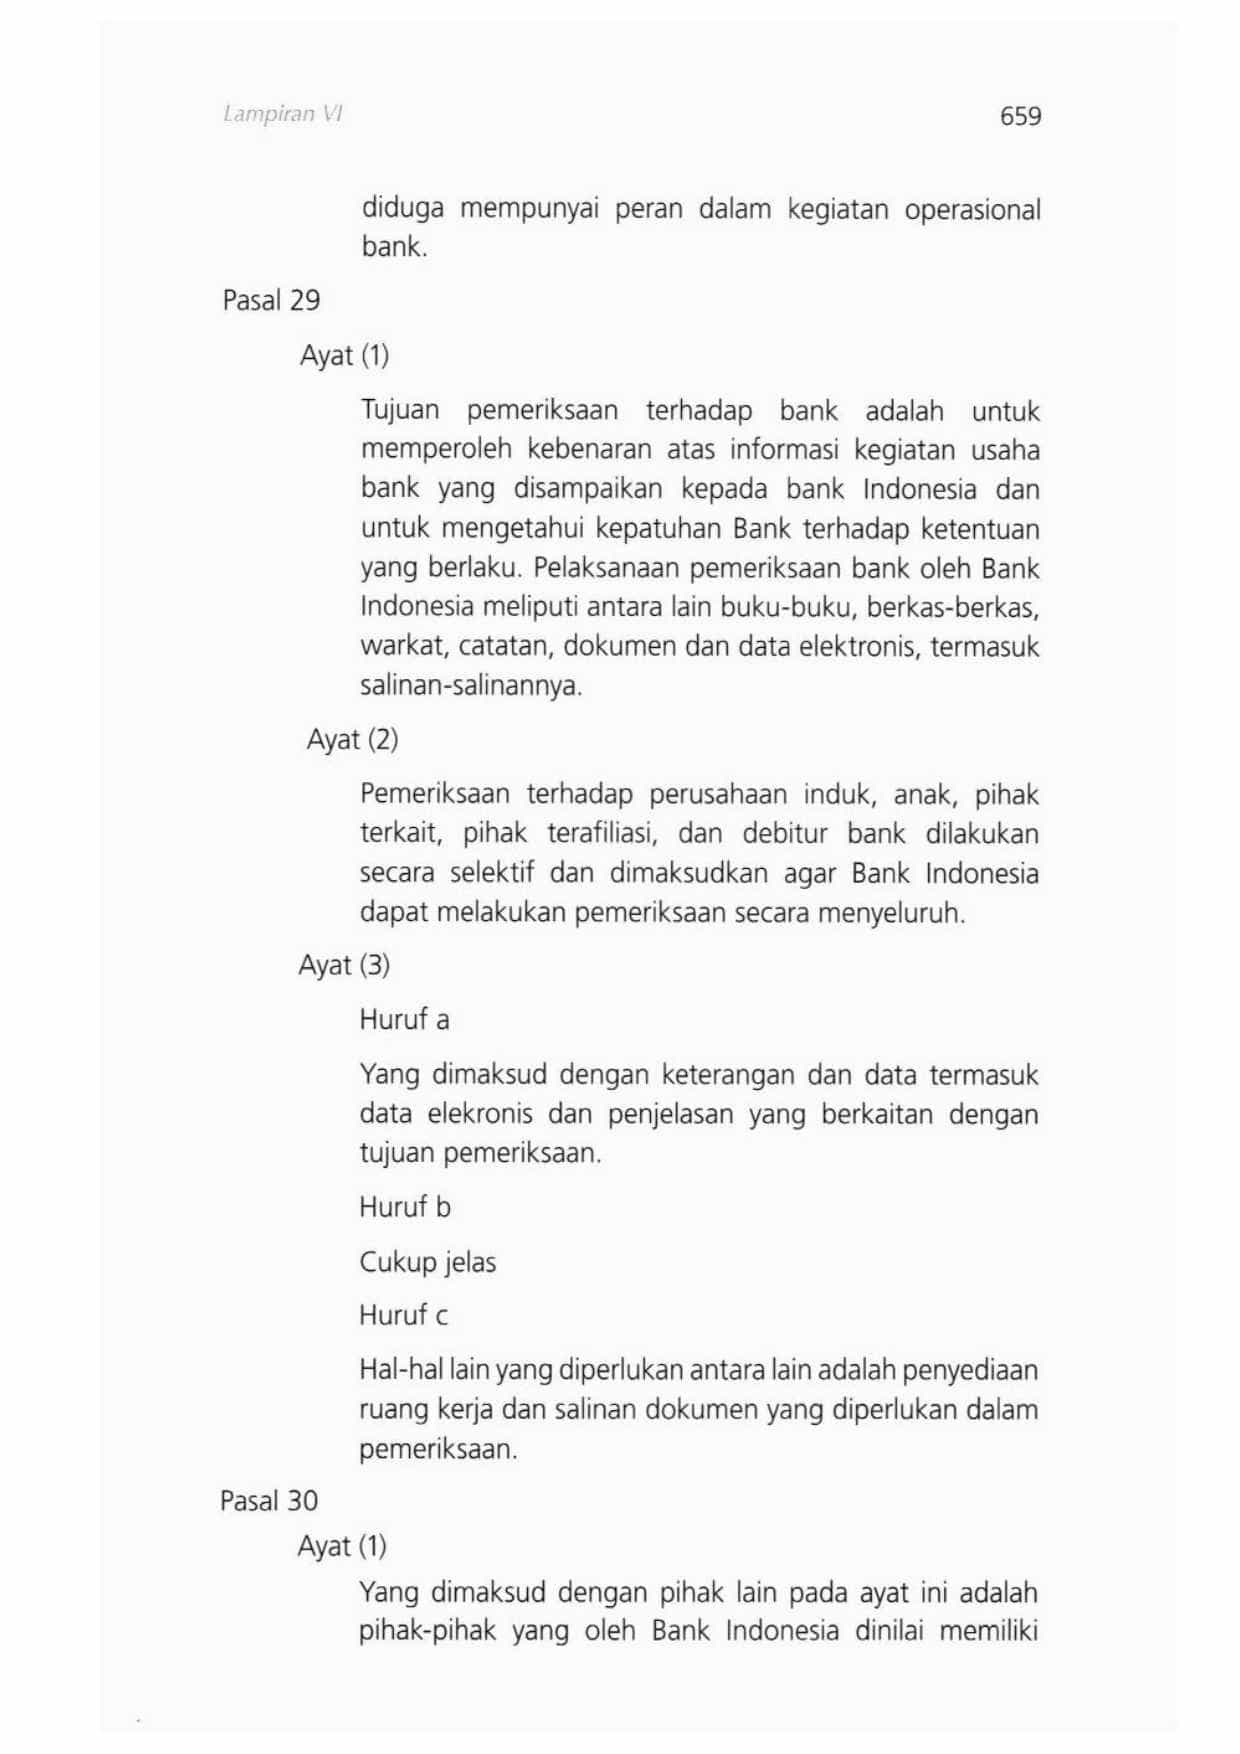 Lampiran VI
659
diduga mempunyai peran dalam kegiatan operasional
bank.
Pasal 29
Ayat (1)
Tujuan pemeriksaan terhadap bank adalah untuk
memperoleh kebenaran atas informasi kegiatan usaha
bank yang disampaikan kepada bank Indonesia dan
untuk mengetahui kepatuhan Bank terhadap ketentuan
yang berlaku. Pelaksanaan pemeriksaan bank oleh Bank
Indonesia meliputi antara lain buku-buku, berkas-berkas,
warkat, catatan, dokumen dan data elektronis, termasuk
salinan-salinannya.
Ayat (2)
Pemeriksaan terhadap perusahaan induk, anak, pihak
terkait, pihak terafiliasi, dan debitur bank dilakukan
secara selektif dan dimaksudkan agar Bank Indonesia
dapat melakukan pemeriksaan secara menyeluruh.
Ayat (3)
Huruf a
Yang dimaksud dengan keterangan dan data termasuk
data elekronis dan penjelasan yang berkaitan dengan
tujuan pemeriksaan.
Huruf b
Cukup jelas
Huruf c
Hal-hal lain yang diperlukan antara lain adalah penyediaan
ruang kerja dan salinan dokumen yang diperlukan dalam
pemeriksaan.
Pasal 30
Ayat (1)
Yang dimaksud dengan pihak lain pada ayat ini adalah
pihak-pihak yang oleh Bank Indonesia dinilai memiliki